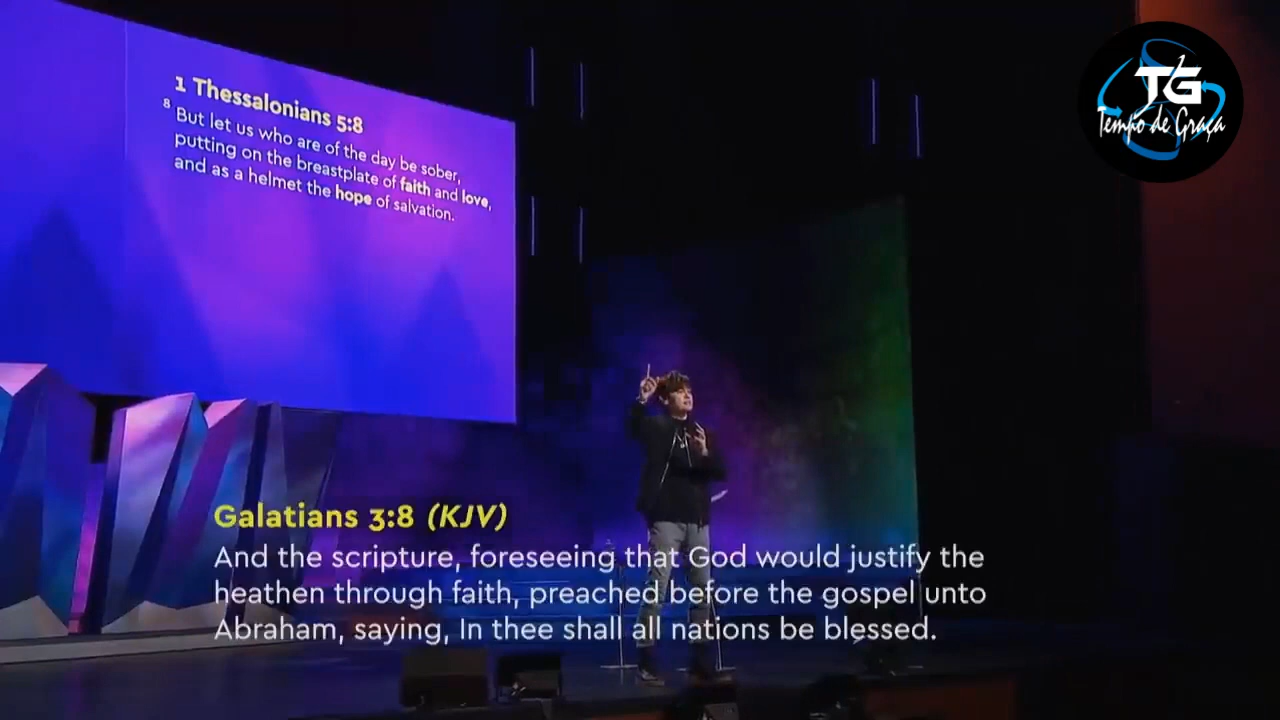 1 Thessalonians 5:8
8 But let us who are of the day be sober,
putting on the breastplate of faith and love,
and as a helmet the hope of salvation.
JTG
Tempo de Graça
Galatians 3:8 (KJV)
And the scripture, foreseeing that God would justify the
heathen through faith, preached before the gospel unto
Abraham, saying, In thee shall all nations be blessed.